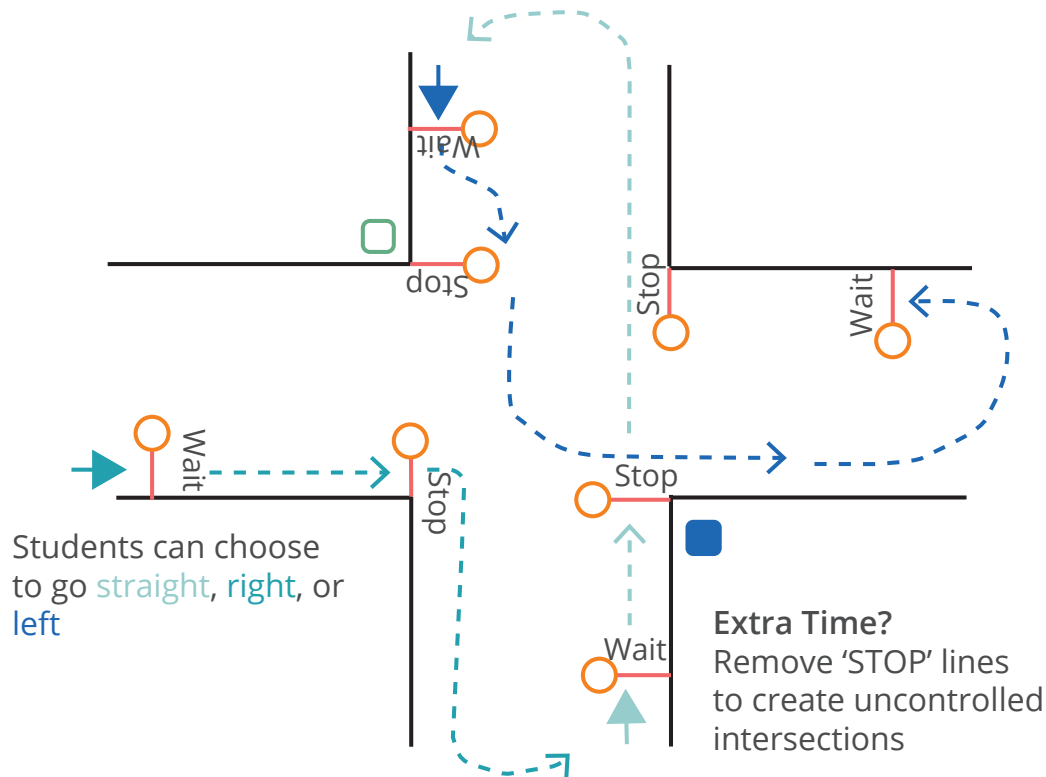 Wait
Stop
Stop
Wait
Wait
Stop
Stop
Students can choose
to go straight, right, or
left
Wait
Extra Time?
Remove ‘STOP’ lines
to create uncontrolled
intersections